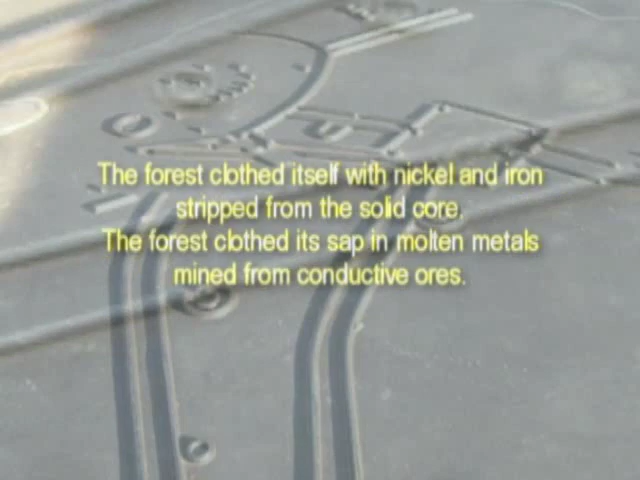 The forest clothed itself with nickel and iron
stripped from the solid core.
The forest clothed its sap in molten metals
mined from conductive ores.